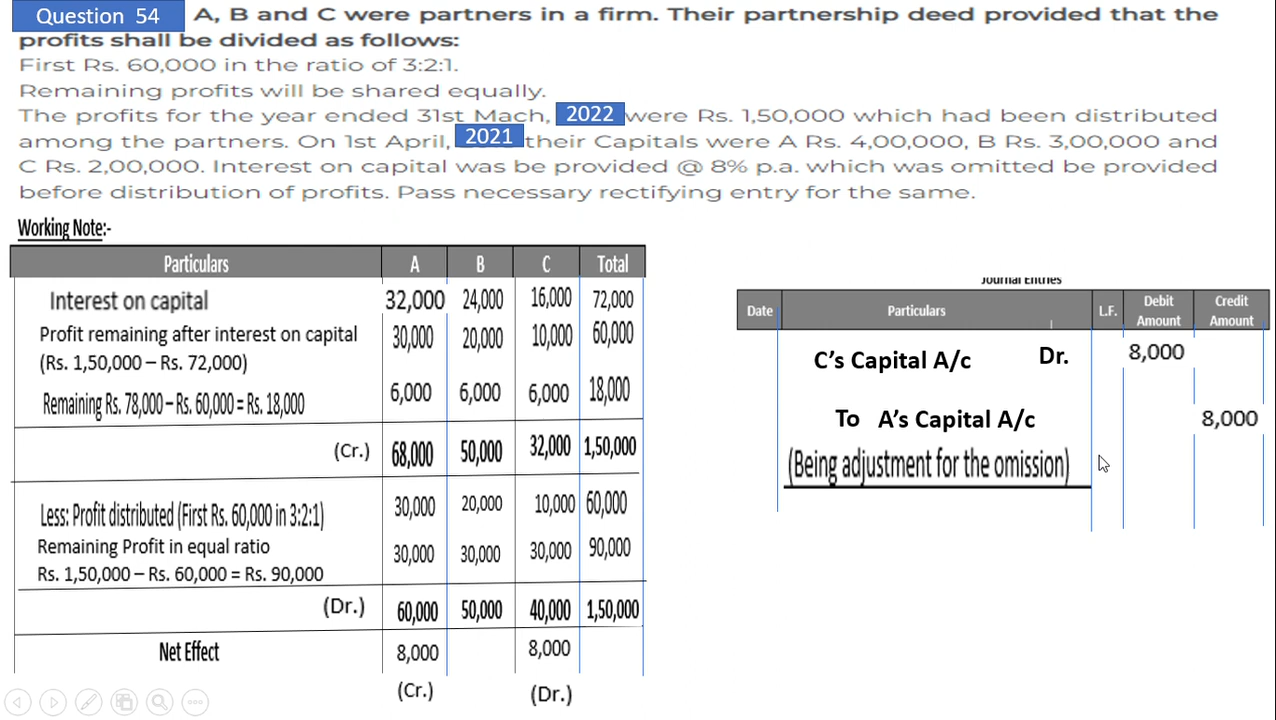 Question 54 A, B and C were partners in a firm. Their partnership deed provided that the
profits shall be divided as follows:
First Rs. 60,000 in the ratio of 3:2:1.
Remaining profits will be shared equally.
The profits for the year ended 31st Mach, 2022 were Rs. 1,50,000 which had been distributed
among the partners. On 1st April, 2021 their Capitals were A Rs. 4,00,000, B Rs. 3,00,000 and
C Rs. 2,00,000. Interest on capital was be provided @ 8% p.a. which was omitted be provided
before distribution of profits. Pass necessary rectifying entry for the same.
Working Note:-
Particulars A B C Total
Interest on capital 32,000 24,000 16,000 72,000
Profit remaining after interest on capital 30,000 20,000 10,000 60,000
(Rs. 1,50,000 – Rs. 72,000)
Remaining Rs. 78,000 – Rs. 60,000 = Rs. 18,000 6,000 6,000 6,000 18,000
(Cr.) 68,000 50,000 32,000 1,50,000
Less: Profit distributed (First Rs. 60,000 in 3:2:1) 30,000 20,000 10,000 60,000
Remaining Profit in equal ratio 30,000 30,000 30,000 90,000
Rs. 1,50,000 – Rs. 60,000 = Rs. 90,000
(Dr.) 60,000 50,000 40,000 1,50,000
Net Effect 8,000 8,000
(Cr.) (Dr.)
Journal Entries
Date Particulars L.F. Debit Amount Credit Amount
C's Capital A/c Dr. 8,000
To A's Capital A/c 8,000
(Being adjustment for the omission)